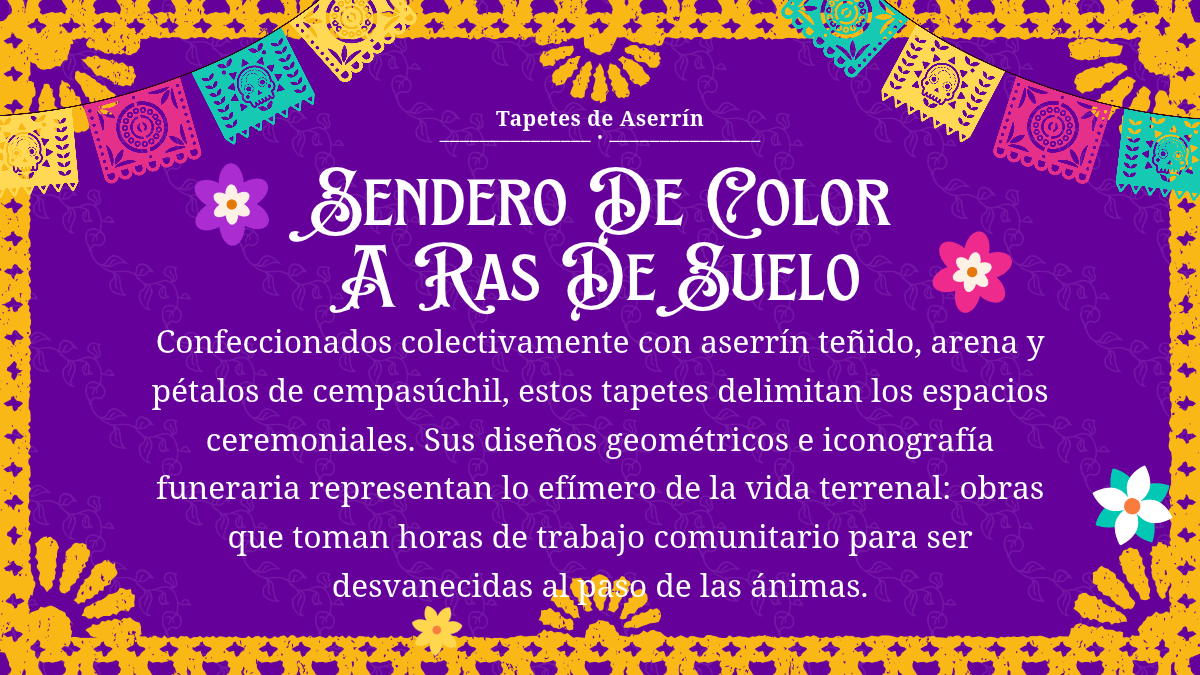 Tapetes de Aserrín
Sendero De Color
A Ras De Suelo
Confeccionados colectivamente con aserrín teñido, arena y
pétalos de cempasúchil, estos tapetes delimitan los espacios
ceremoniales. Sus diseños geométricos e iconografía
funeraria representan lo efímero de la vida terrenal: obras
que toman horas de trabajo comunitario para ser
desvanecidas al paso de las ánimas.